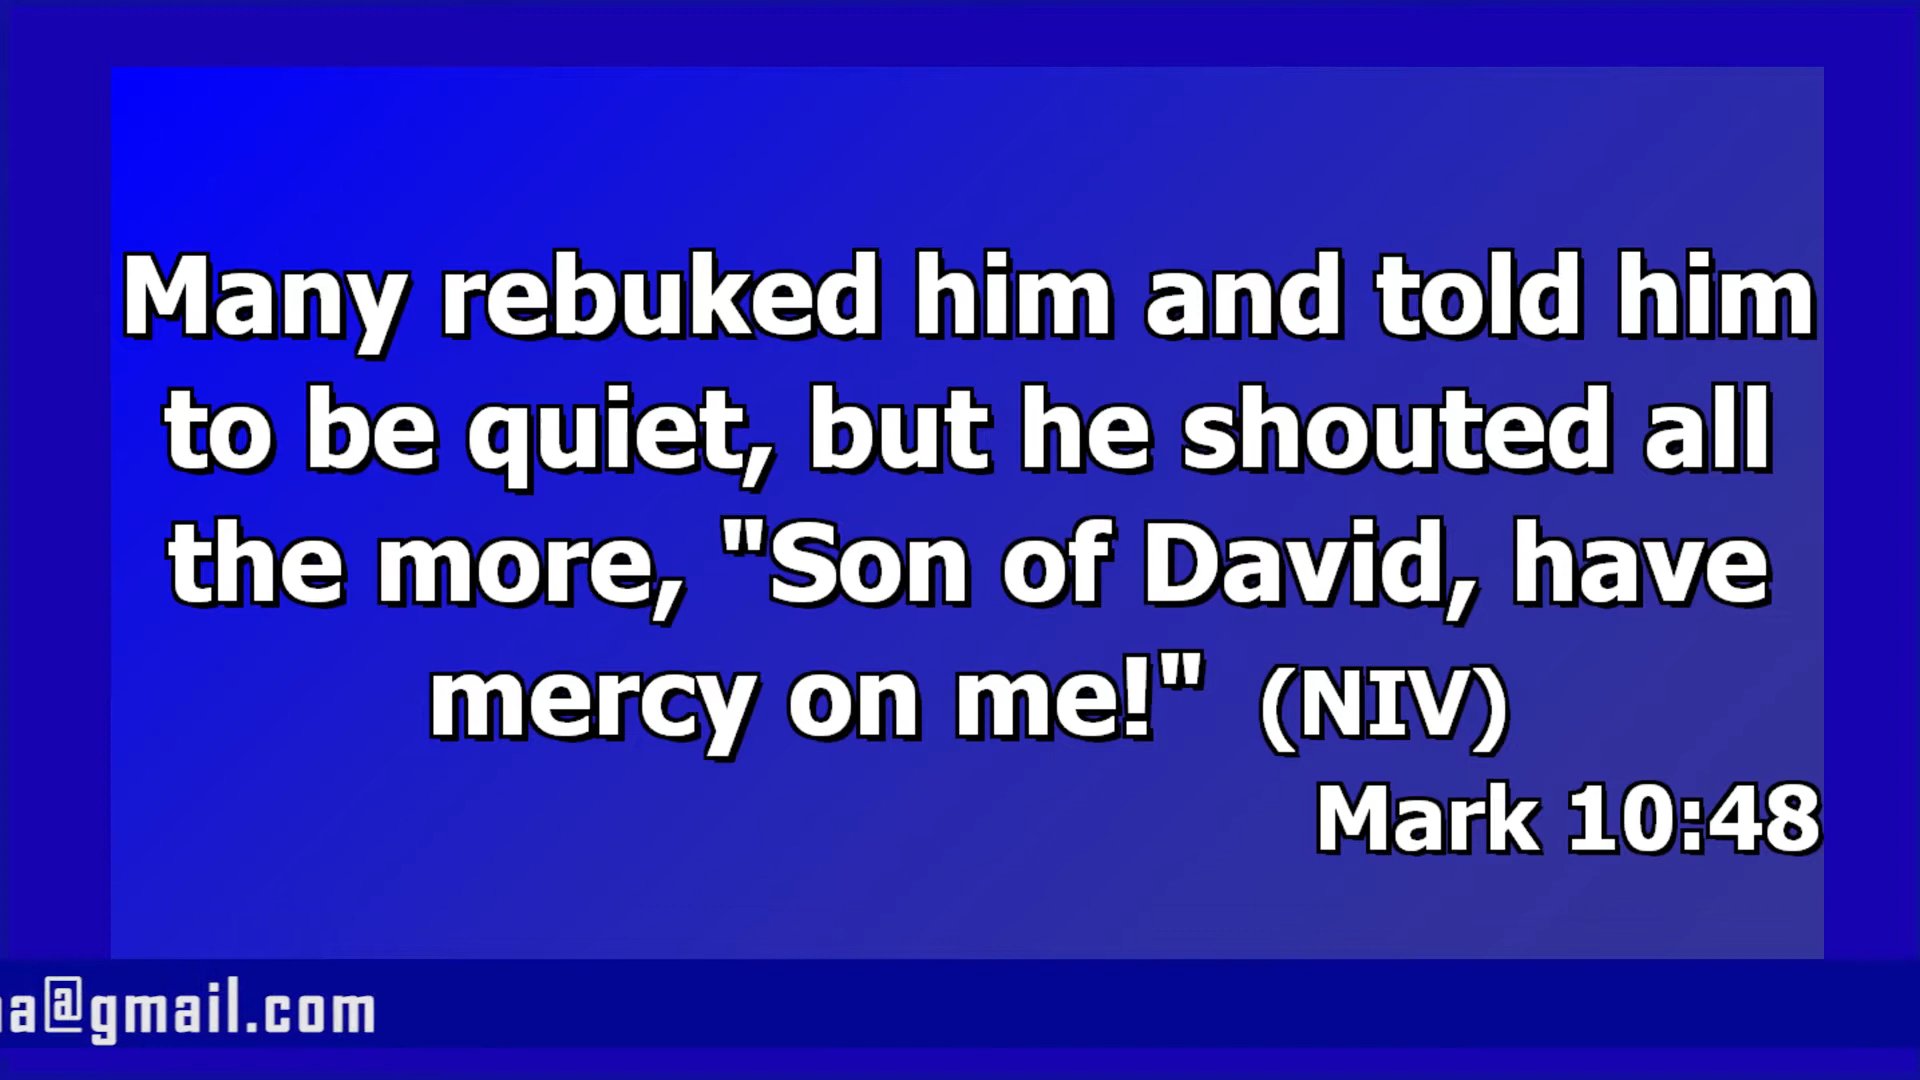 Many rebuked him and told him
to be quiet, but he shouted all
the more, "Son of David, have
mercy on me!" (NIV)
Mark 10:48
a@gmail.com